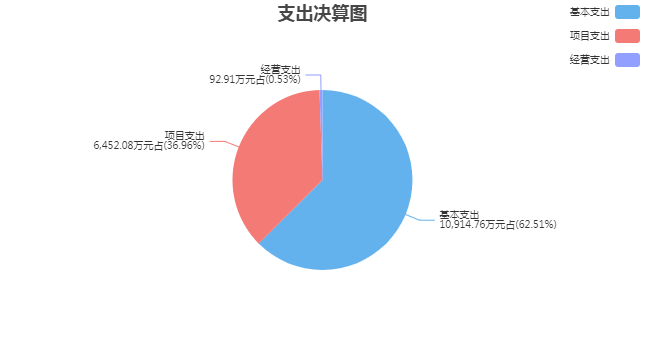 支出决算图
基本支出
项目支出
经营支出
经营支出
92.91万元占(0.53%)
项目支出
6,452.08万元占(36.96%)
基本支出
10,914.76万元占(62.51%)